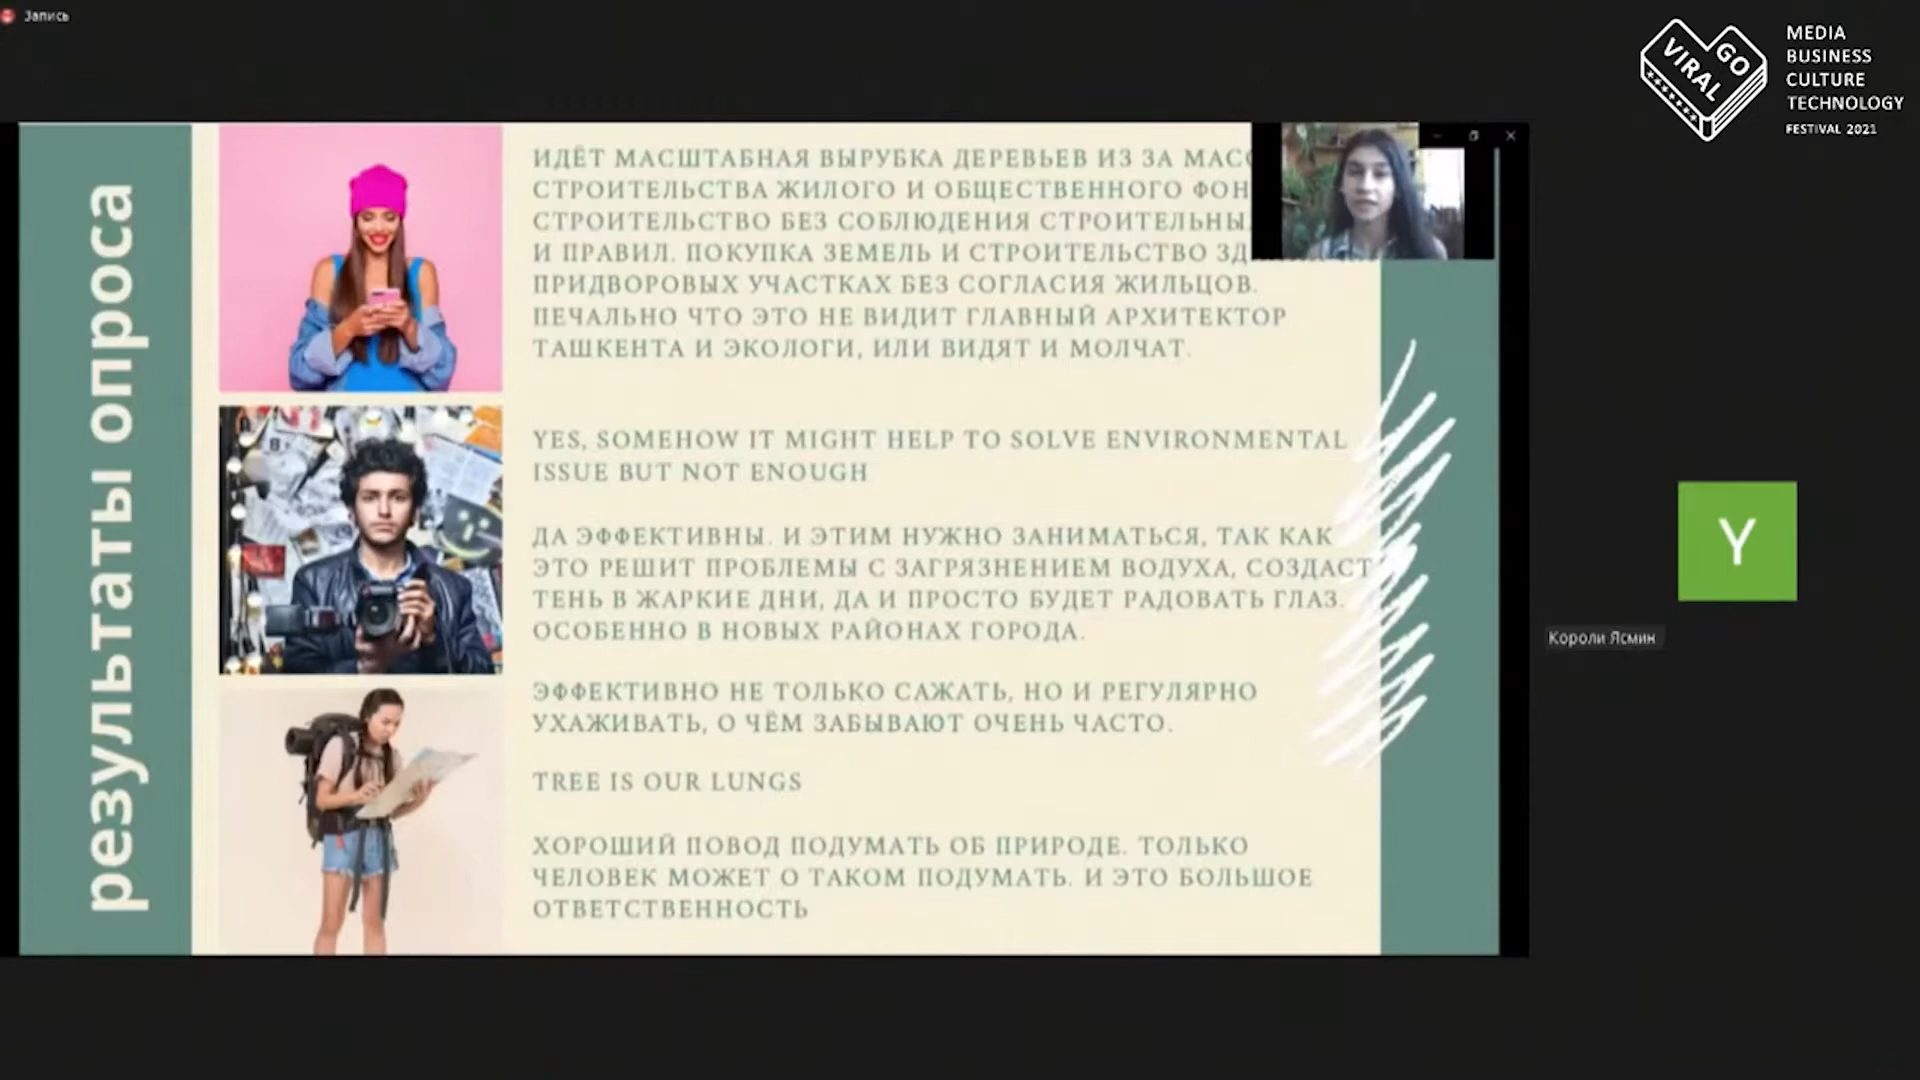 Запись
VIRAL GO
MEDIA
BUSINESS
CULTURE
TECHNOLOGY
FESTIVAL 2021
результаты опроса
ИДЁТ МАСШТАБНАЯ ВЫРУБКА ДЕРЕВЬЕВ ИЗ ЗА
СТРОИТЕЛЬСТВА ЖИЛОГО И ОБЩЕСТВЕННОГО
СТРОИТЕЛЬСТВО БЕЗ СОБЛЮДЕНИЯ
И ПРАВИЛ. ПОКУПКА ЗЕМЕЛЬ И СТРОИТЕЛЬСТВО
ПРИДВОРОВЫХ УЧАСТКАХ БЕЗ СОГЛАСИЯ ЖИЛЬЦОВ.
ПЕЧАЛЬНО ЧТО ЭТО НЕ ВИДИТ ГЛАВНЫЙ АРХИТЕКТОР
ТАШКЕНТА И ЭКОЛОГИ, ИЛИ ВИДЯТ И МОЛЧАТ.
YES, SOMEHOW IT MIGHT HELP TO SOLVE ENVIRONMENTAL
ISSUE BUT NOT ENOUGH
ДА ЭФФЕКТИВНЫ. И ЭТИМ НУЖНО ЗАНИМАТЬСЯ, ТАК КАК
ЭТО РЕШИТ ПРОБЛЕМЫ С ЗАГРЯЗНЕНИЕМ ВОДУХА, СОЗДАСТ
ТЕНЬ В ЖАРКИЕ ДНИ, ДА И ПРОСТО БУДЕТ РАДОВАТЬ ГЛАЗ.
ОСОБЕННО В НОВЫХ РАЙОНАХ ГОРОДА.
ЭФФЕКТИВНО НЕ ТОЛЬКО САЖАТЬ, НО И РЕГУЛЯРНО
УХАЖИВАТЬ, О ЧЁМ ЗАБЫВАЮТ ОЧЕНЬ ЧАСТО.
TREE IS OUR LUNGS
ХОРОШИЙ ПОВОД ПОДУМАТЬ ОБ ПРИРОДЕ. ТОЛЬКО
ЧЕЛОВЕК МОЖЕТ О ТАКОМ ПОДУМАТЬ. И ЭТО БОЛЬШОЕ
ОТВЕТСТВЕННОСТЬ
Y
Короли Ясмин